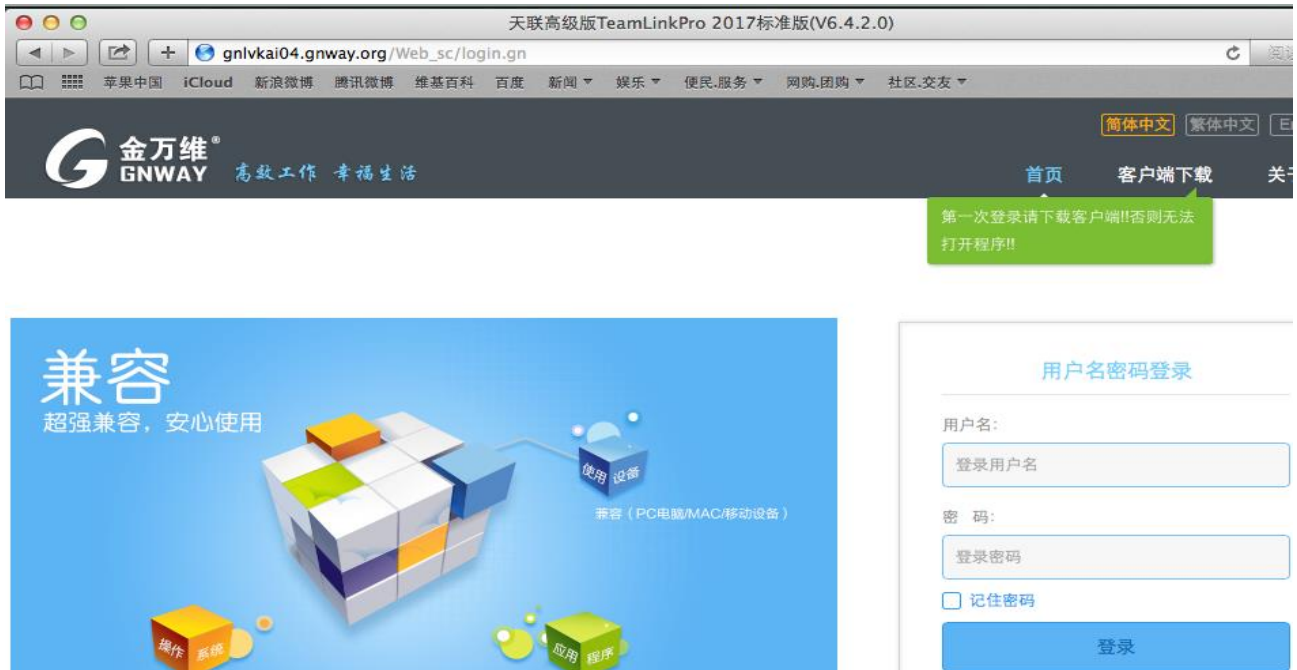 天联高级版TeamLinkPro 2017标准版(V6.4.2.0)
gnlvkai04.gnway.org/Web_sc/login.gn
苹果中国 iCloud 新浪微博 腾讯微博 维基百科 百度 新闻 娱乐 便民.服务 网购.团购 社区.交友
简体中文 繁体中文
金万维®
GNWAY 高效工作 幸福生活
首页 客户端下载
第一次登录请下载客户端!!否则无法
打开程序!!
兼容
超强兼容，安心使用
使用 设备
兼容（PC电脑/MAC/移动设备）
操作 系统
应用 程序
用户名密码登录
用户名:
登录用户名
密 码:
登录密码
记住密码
登录